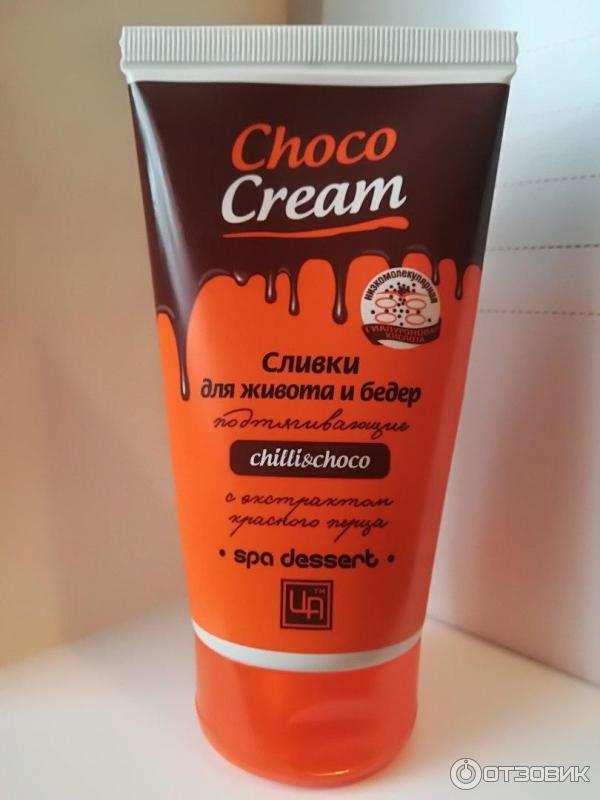 Choco
Cream
низкомолекулярная
ГИАЛУРОНОВАЯ
КИСЛОТА
Сливки
для живота и бедер
подтягивающие
chilli&choco
с экстрактом
красного перца
• spa dessert •
TM
ЦА
ОТЗОВИК